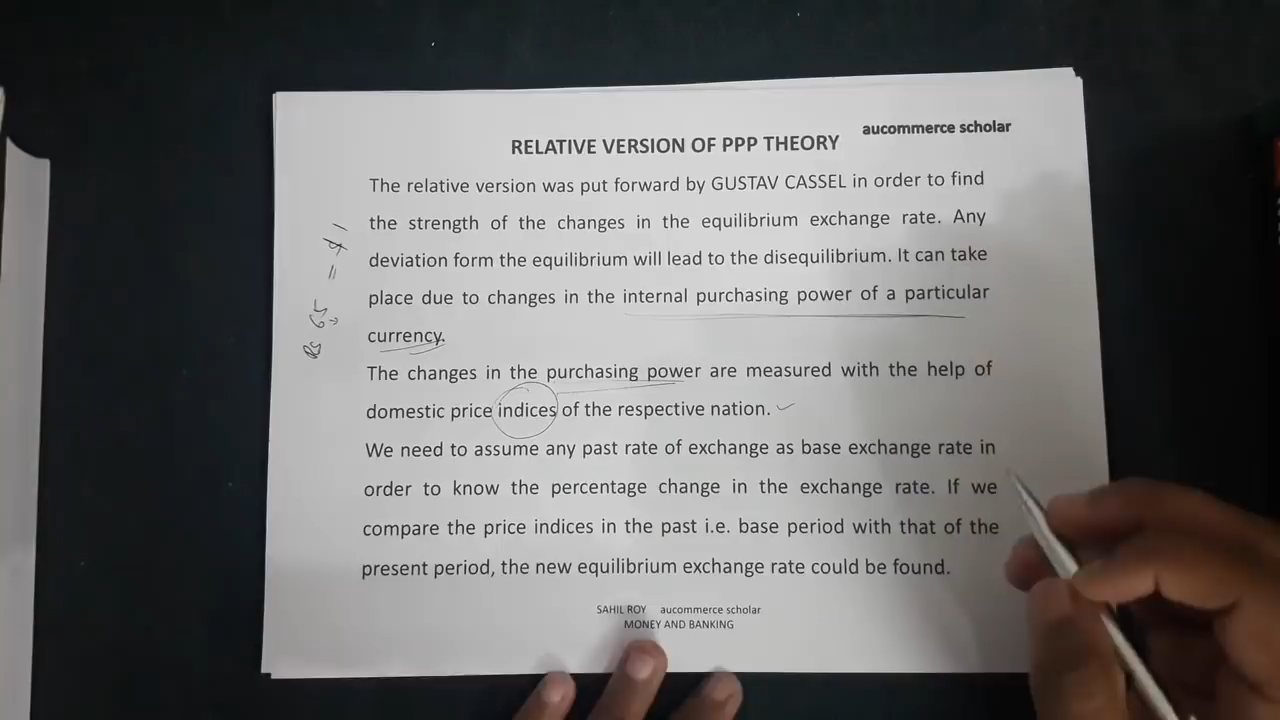 aucommerce scholar
RELATIVE VERSION OF PPP THEORY
The relative version was put forward by GUSTAV CASSEL in order to find
the strength of the changes in the equilibrium exchange rate. Any
deviation form the equilibrium will lead to the disequilibrium. It can take
place due to changes in the internal purchasing power of a particular
currency.
The changes in the purchasing power are measured with the help of
domestic price indices of the respective nation.
We need to assume any past rate of exchange as base exchange rate in
order to know the percentage change in the exchange rate. If we
compare the price indices in the past i.e. base period with that of the
present period, the new equilibrium exchange rate could be found.
SAHIL ROY aucommerce scholar
MONEY AND BANKING
Rs 65 = $1